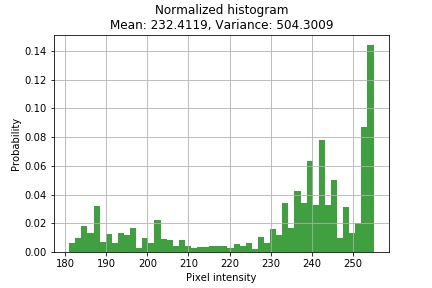 Normalized histogram
Mean: 232.4119, Variance: 504.3009
0.14
0.12
0.10
0.08
0.06
0.04
0.02
0.00
Probability
180 190 200 210 220 230 240 250
Pixel intensity